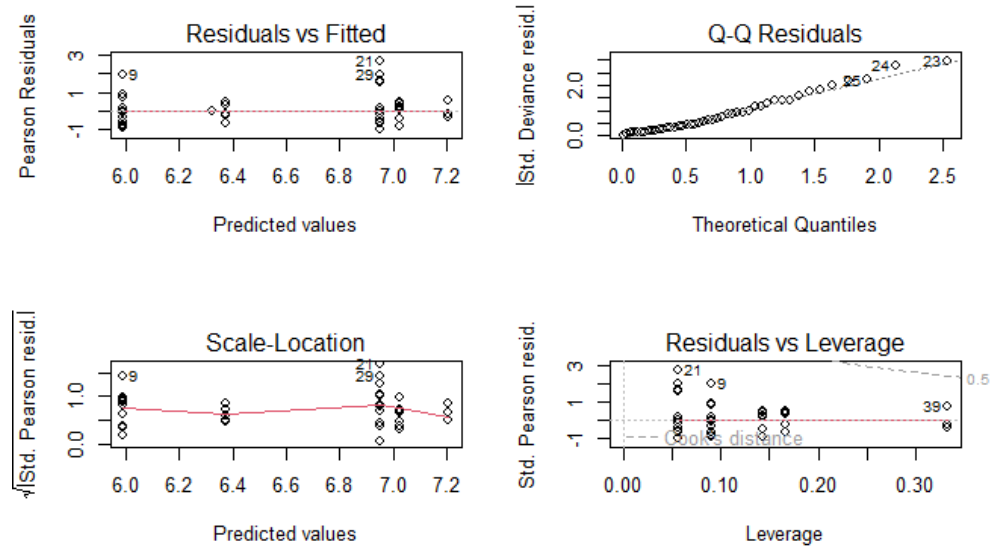 Residuals vs Fitted
Pearson Residuals
3
1
-1
21
29
9
6.0 6.2 6.4 6.6 6.8 7.0 7.2
Predicted values
Q-Q Residuals
|Std. Deviance resid.|
2.0
0.0
24
23
25
0.0 0.5 1.0 1.5 2.0 2.5
Theoretical Quantiles
Scale-Location
√|Std. Pearson resid.|
1.0
0.0
21
29
9
6.0 6.2 6.4 6.6 6.8 7.0 7.2
Predicted values
Residuals vs Leverage
Std. Pearson resid.
3
1
-1
21
9
39
0.5
Cook's distance
0.00 0.10 0.20 0.30
Leverage